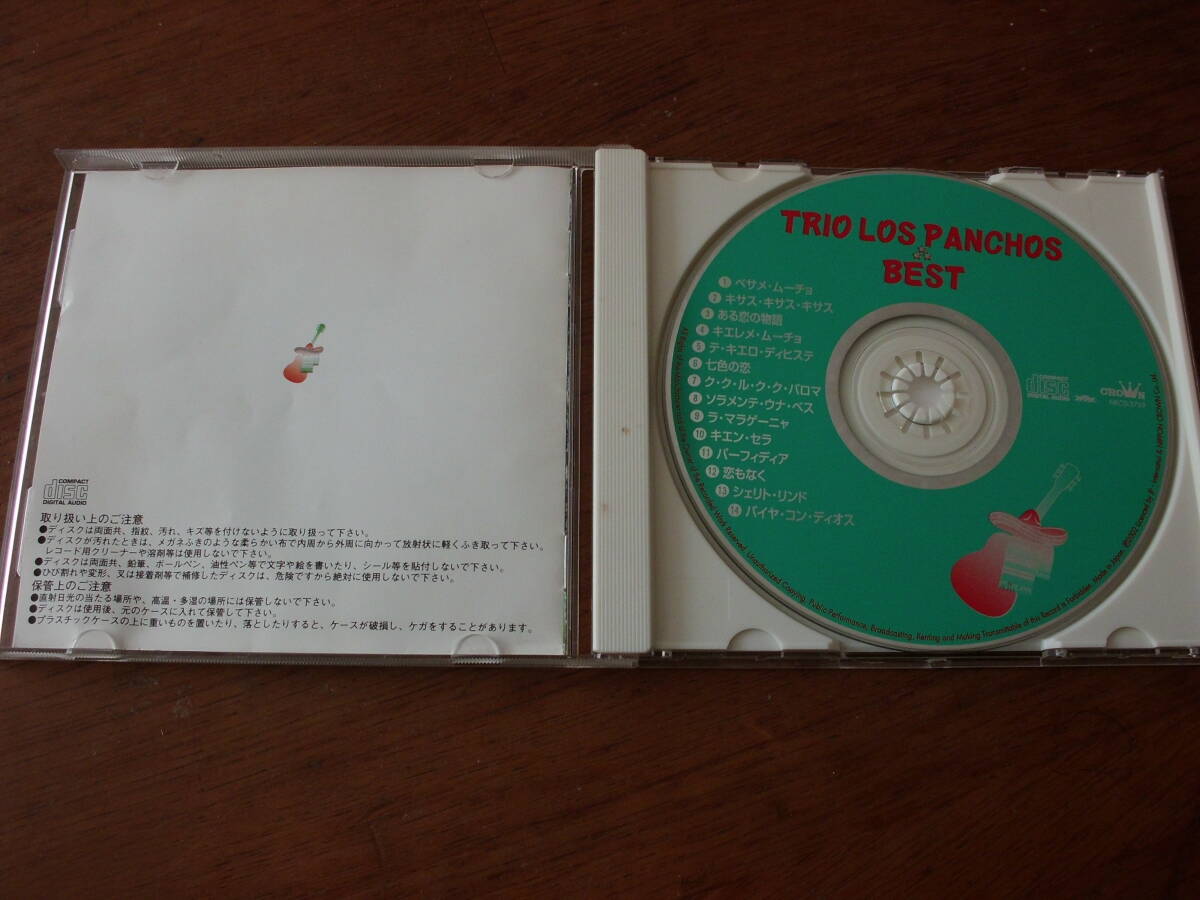 COMPACT
disc
DIGITAL AUDIO
取り扱い上のご注意
●ディスクは両面共、指紋、汚れ、キズ等を付けないように取り扱って下さい。
●ディスクが汚れたときは、メガネふきのような柔らかい布で内周から外周に向かって放射状に軽くふき取って下さい。
レコード用クリーナーや溶剤等は使用しないで下さい。
●ディスクは両面共、鉛筆、ボールペン、油性ペン等で文字や絵を書いたり、シール等を貼付しないで下さい。
●ひび割れや変形、又は接着剤等で補修したディスクは、危険ですから絶対に使用しないで下さい。
保管上のご注意
●直射日光の当たる場所や、高温・多湿の場所には保管しないで下さい。
●ディスクは使用後、元のケースに入れて保管して下さい。
●プラスチックケースの上に重いものを置いたり、落としたりすると、ケースが破損し、ケガをすることがあります。
TRIO LOS PANCHOS
BEST
1 ベサメ・ムーチョ
2 キサス・キサス・キサス
3 ある恋の物語
4 キエレメ・ムーチョ
5 テ・キエロ・ディヒステ
6 七色の恋
7 ク・ク・ル・ク・ク・パロマ
8 ソラメンテ・ウナ・ベス
9 ラ・マラゲーニャ
10 キエン・セラ
11 パーフィディア
12 恋もなく
13 シェリト・リンド
14 バイヤ・コン・ディオス
COMPACT
disc
DIGITAL AUDIO
CROWN
Work Reserved. Unauthorized Copying, Public Performance, Broadcasting, Renting and Making Transmittable of this Record is Forbidden. Made in Japan.